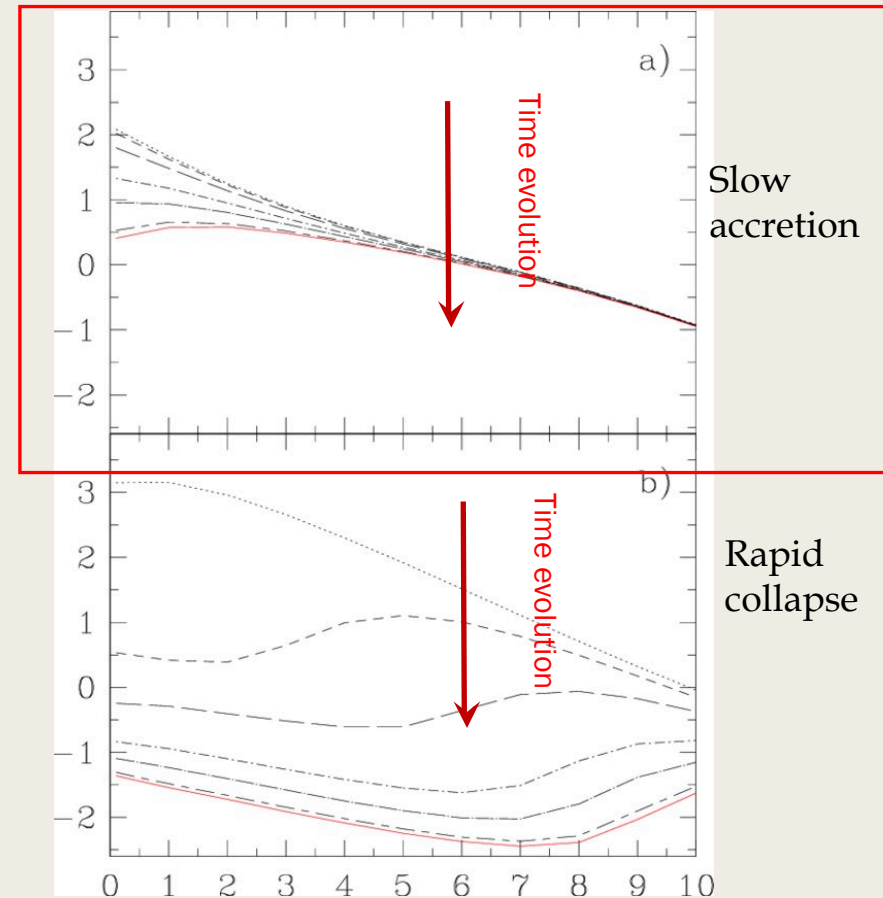 a)
3
2
1
0
−1
−2
Time evolution
Slow
accretion
b)
3
2
1
0
−1
−2
Time evolution
Rapid
collapse
0 1 2 3 4 5 6 7 8 9 10